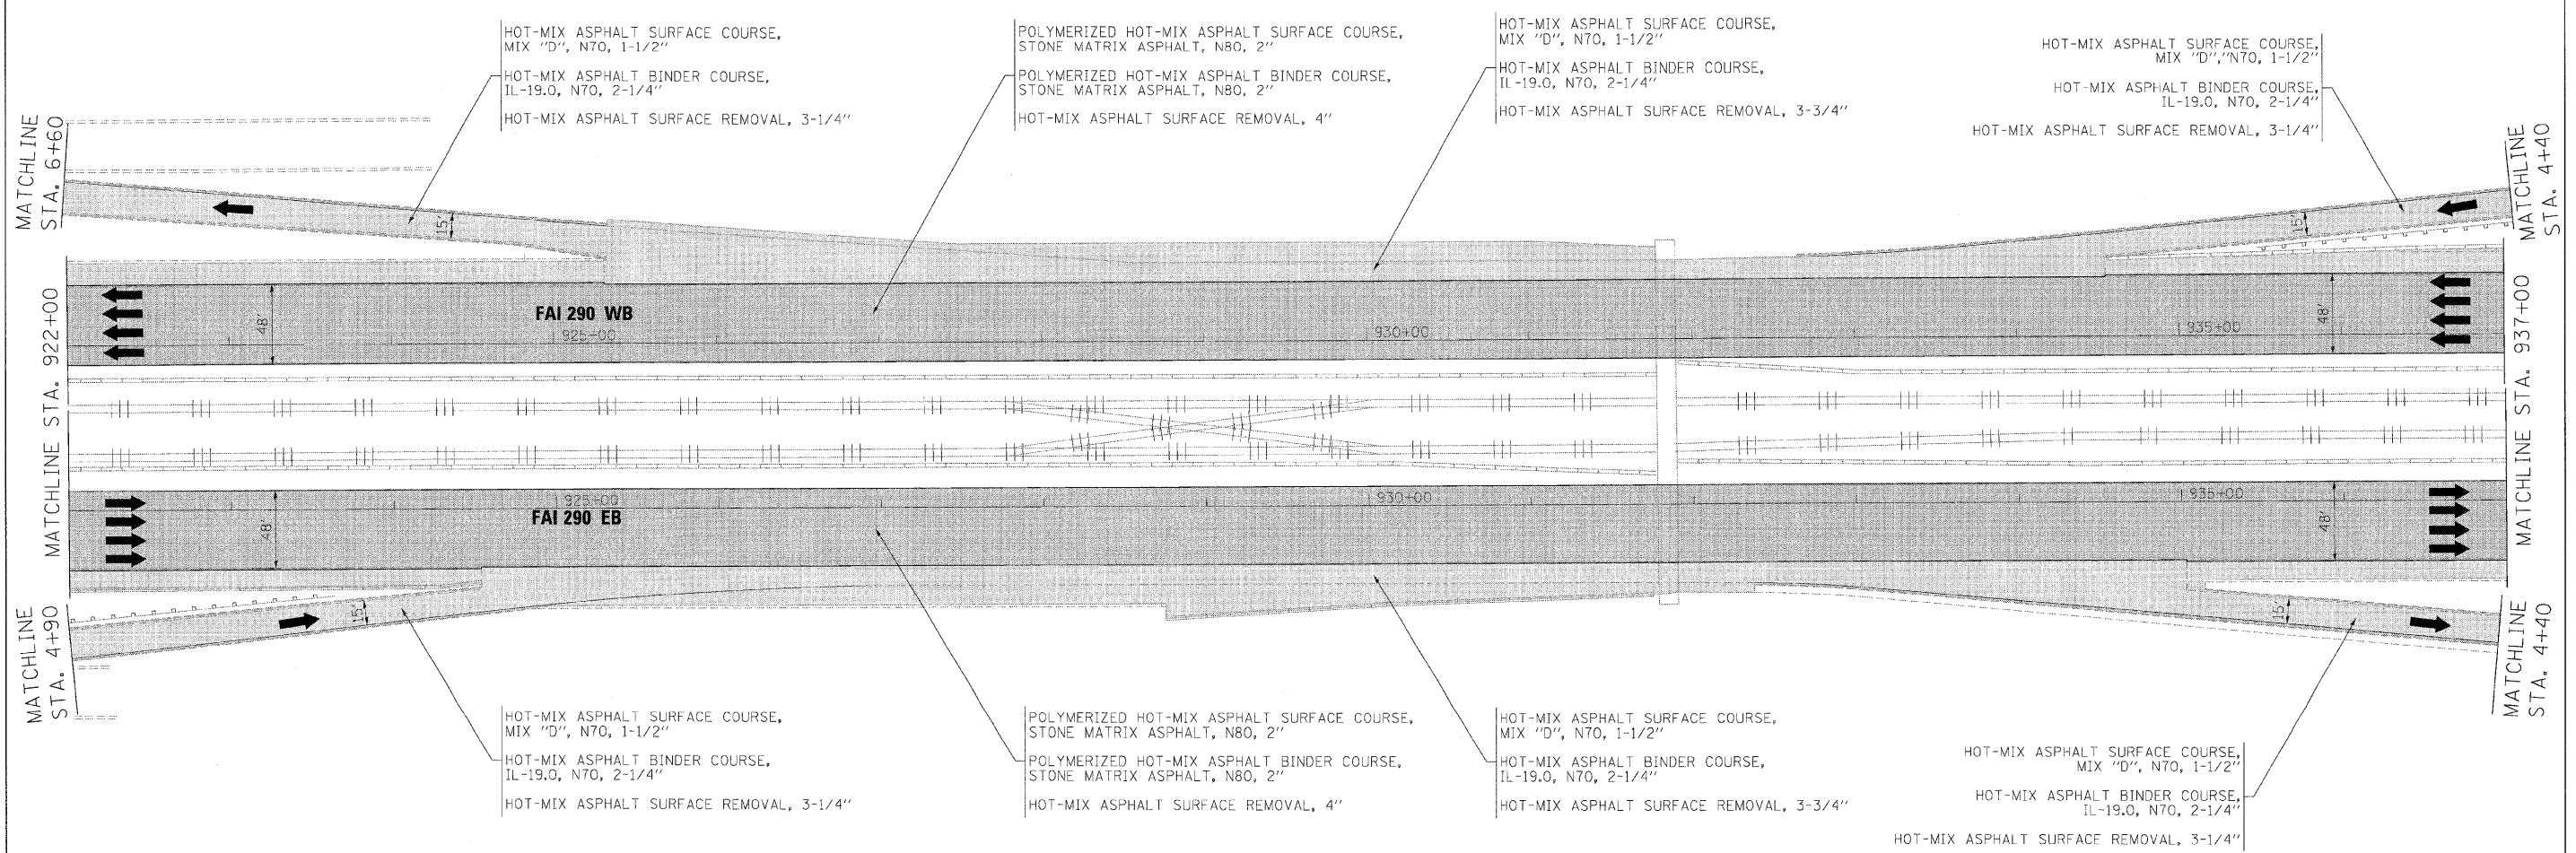 HOT-MIX ASPHALT SURFACE COURSE,
MIX "D", N70, 1-1/2"
HOT-MIX ASPHALT BINDER COURSE,
IL-19.0, N70, 2-1/4"
HOT-MIX ASPHALT SURFACE REMOVAL, 3-1/4"
POLYMERIZED HOT-MIX ASPHALT SURFACE COURSE,
STONE MATRIX ASPHALT, N80, 2"
POLYMERIZED HOT-MIX ASPHALT BINDER COURSE,
STONE MATRIX ASPHALT, N80, 2"
HOT-MIX ASPHALT SURFACE REMOVAL, 4"
HOT-MIX ASPHALT SURFACE COURSE,
MIX "D", N70, 1-1/2"
HOT-MIX ASPHALT BINDER COURSE,
IL-19.0, N70, 2-1/4"
HOT-MIX ASPHALT SURFACE REMOVAL, 3-3/4"
HOT-MIX ASPHALT SURFACE COURSE,
MIX "D","N70, 1-1/2"
HOT-MIX ASPHALT BINDER COURSE,
IL-19.0, N70, 2-1/4"
HOT-MIX ASPHALT SURFACE REMOVAL, 3-1/4"
MATCHLINE
STA. 6+60
MATCHLINE
STA. 4+40
15'
15'
MATCHLINE STA. 922+00
48'
FAI 290 WB
925+00
930+00
935+00
48'
MATCHLINE STA. 937+00
48'
925+00
FAI 290 EB
930+00
935+00
48'
MATCHLINE
STA. 4+90
15'
15'
MATCHLINE
STA. 4+40
HOT-MIX ASPHALT SURFACE COURSE,
MIX "D", N70, 1-1/2"
HOT-MIX ASPHALT BINDER COURSE,
IL-19.0, N70, 2-1/4"
HOT-MIX ASPHALT SURFACE REMOVAL, 3-1/4"
POLYMERIZED HOT-MIX ASPHALT SURFACE COURSE,
STONE MATRIX ASPHALT, N80, 2"
POLYMERIZED HOT-MIX ASPHALT BINDER COURSE,
STONE MATRIX ASPHALT, N80, 2"
HOT-MIX ASPHALT SURFACE REMOVAL, 4"
HOT-MIX ASPHALT SURFACE COURSE,
MIX "D", N70, 1-1/2"
HOT-MIX ASPHALT BINDER COURSE,
IL-19.0, N70, 2-1/4"
HOT-MIX ASPHALT SURFACE REMOVAL, 3-3/4"
HOT-MIX ASPHALT SURFACE COURSE,
MIX "D", N70, 1-1/2"
HOT-MIX ASPHALT BINDER COURSE,
IL-19.0, N70, 2-1/4"
HOT-MIX ASPHALT SURFACE REMOVAL, 3-1/4"